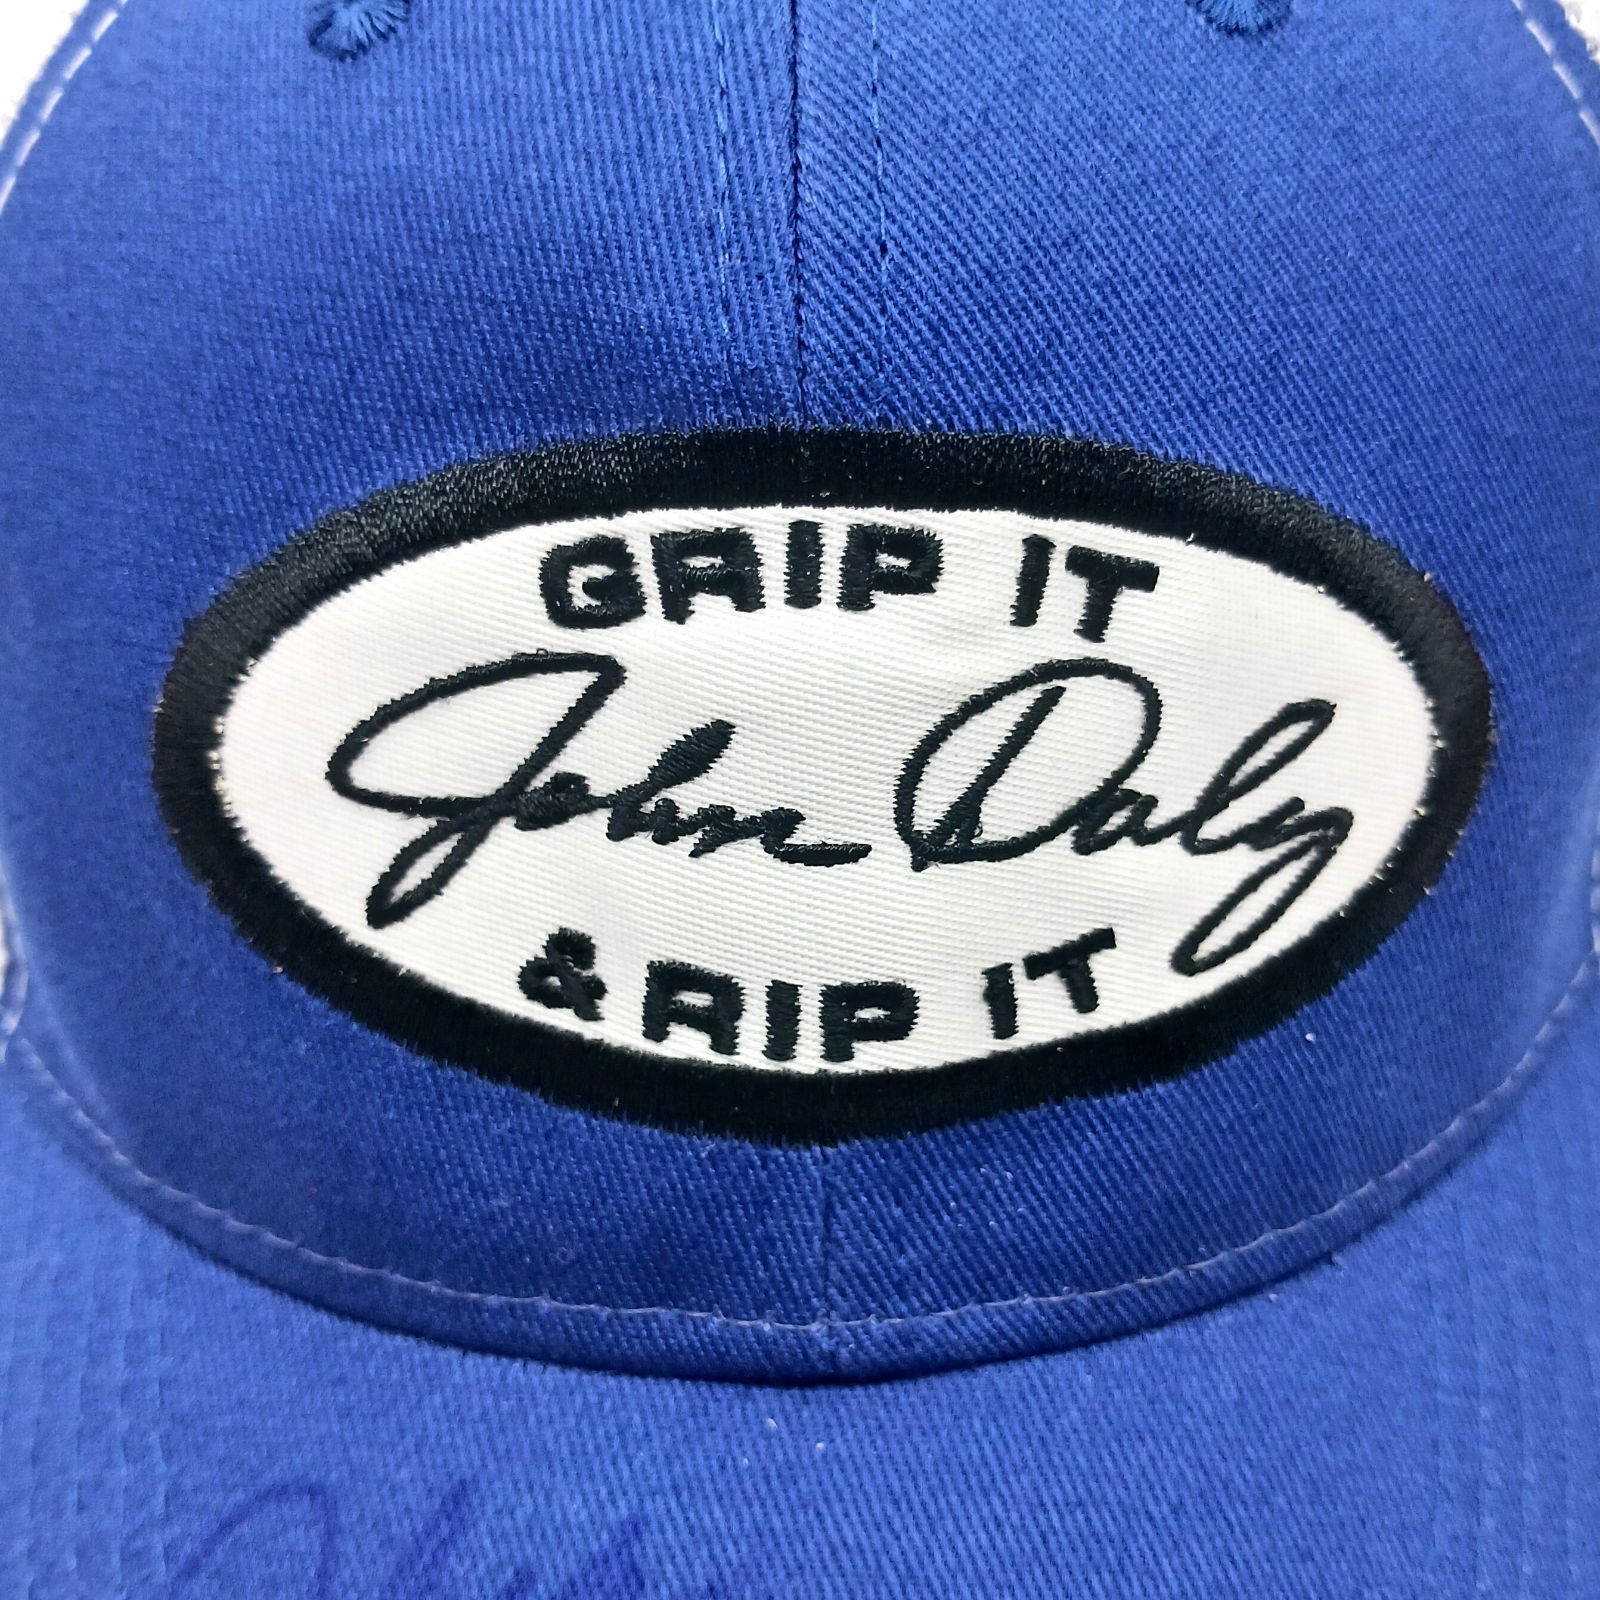 GRIP IT
John Daly
& RIP IT